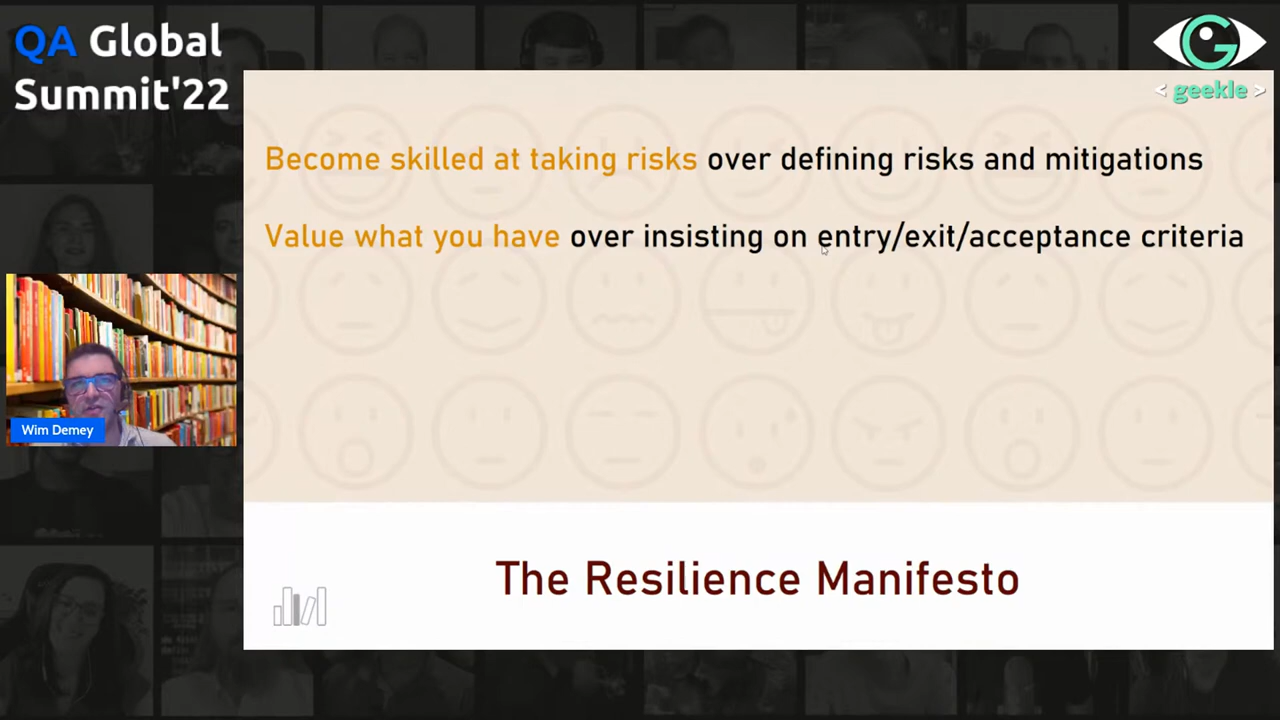 QA Global
Summit'22
geekle
< geekle >
Become skilled at taking risks over defining risks and mitigations
Value what you have over insisting on entry/exit/acceptance criteria
Wim Demey
The Resilience Manifesto